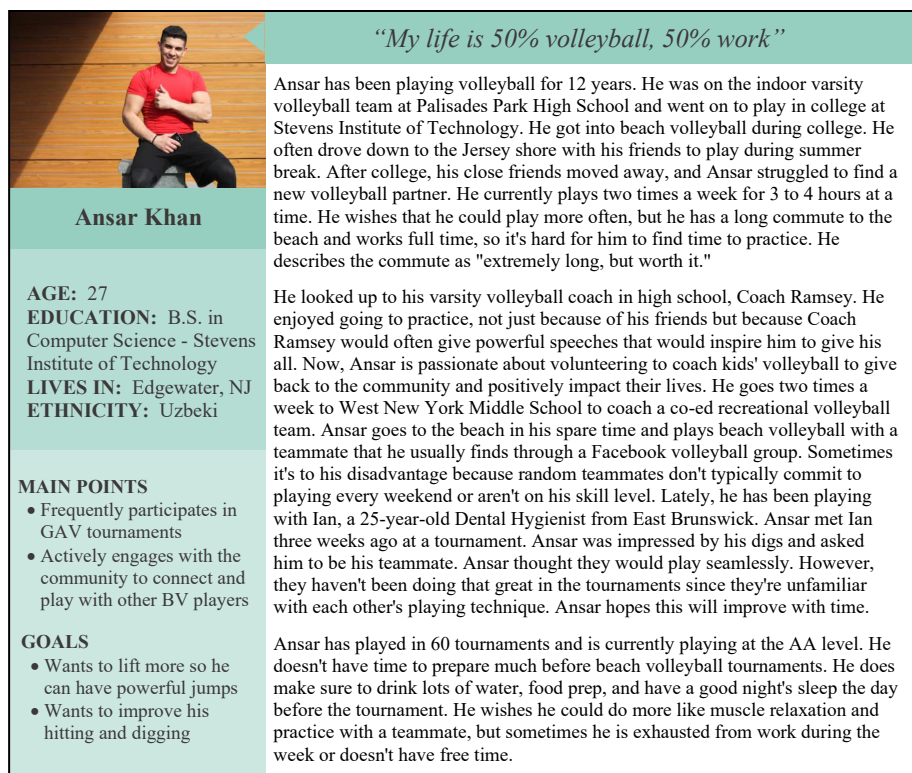 “My life is 50% volleyball, 50% work”
Ansar Khan
AGE: 27
EDUCATION: B.S. in
Computer Science - Stevens
Institute of Technology
LIVES IN: Edgewater, NJ
ETHNICITY: Uzbeki
MAIN POINTS
• Frequently participates in
GAV tournaments
• Actively engages with the
community to connect and
play with other BV players
GOALS
• Wants to lift more so he
can have powerful jumps
• Wants to improve his
hitting and digging
Ansar has been playing volleyball for 12 years. He was on the indoor varsity
volleyball team at Palisades Park High School and went on to play in college at
Stevens Institute of Technology. He got into beach volleyball during college. He
often drove down to the Jersey shore with his friends to play during summer
break. After college, his close friends moved away, and Ansar struggled to find a
new volleyball partner. He currently plays two times a week for 3 to 4 hours at a
time. He wishes that he could play more often, but he has a long commute to the
beach and works full time, so it's hard for him to find time to practice. He
describes the commute as "extremely long, but worth it."
He looked up to his varsity volleyball coach in high school, Coach Ramsey. He
enjoyed going to practice, not just because of his friends but because Coach
Ramsey would often give powerful speeches that would inspire him to give his
all. Now, Ansar is passionate about volunteering to coach kids' volleyball to give
back to the community and positively impact their lives. He goes two times a
week to West New York Middle School to coach a co-ed recreational volleyball
team. Ansar goes to the beach in his spare time and plays beach volleyball with a
teammate that he usually finds through a Facebook volleyball group. Sometimes
it's to his disadvantage because random teammates don't typically commit to
playing every weekend or aren't on his skill level. Lately, he has been playing
with Ian, a 25-year-old Dental Hygienist from East Brunswick. Ansar met Ian
three weeks ago at a tournament. Ansar was impressed by his digs and asked
him to be his teammate. Ansar thought they would play seamlessly. However,
they haven't been doing that great in the tournaments since they're unfamiliar
with each other's playing technique. Ansar hopes this will improve with time.
Ansar has played in 60 tournaments and is currently playing at the AA level. He
doesn't have time to prepare much before beach volleyball tournaments. He does
make sure to drink lots of water, food prep, and have a good night's sleep the day
before the tournament. He wishes he could do more like muscle relaxation and
practice with a teammate, but sometimes he is exhausted from work during the
week or doesn't have free time.